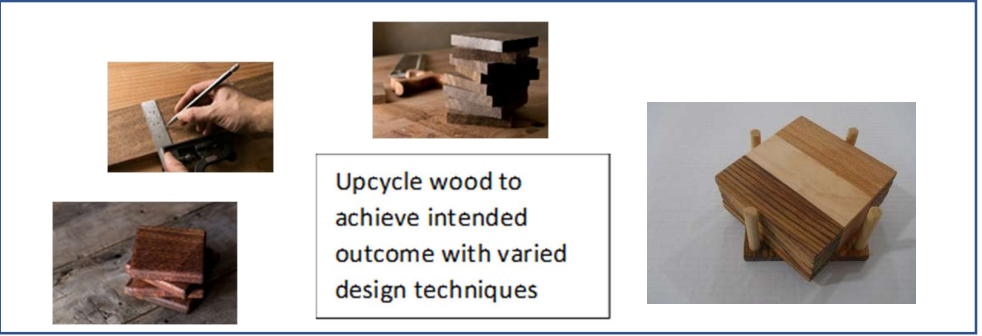 Upcycle wood to
achieve intended
outcome with varied
design techniques